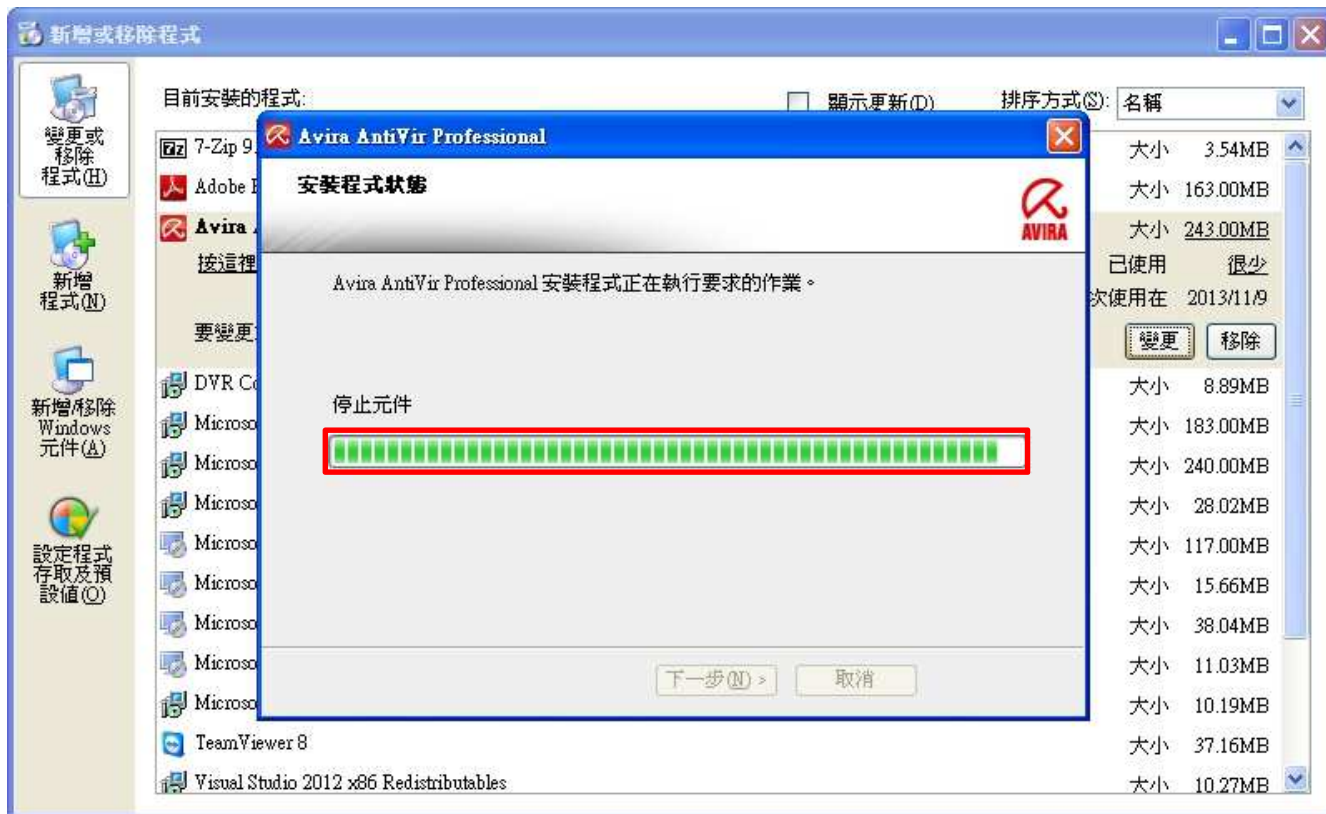 新增或移除程式
變更或
移除
程式(H)
新增
程式(N)
新增/移除
Windows
元件(A)
設定程式
存取及預
設值(O)
目前安裝的程式:
顯示更新(D)
排序方式(S): 名稱
7-Zip 9.
大小 3.54MB
Adobe
大小 163.00MB
Avira
大小 243.00MB
按這裡
已使用 很少
次使用在 2013/11/9
要變更
變更 移除
DVR
大小 8.89MB
Microso
大小 183.00MB
Microso
大小 240.00MB
Microso
大小 28.02MB
Microso
大小 117.00MB
Microso
大小 15.66MB
Microso
大小 38.04MB
Microso
大小 11.03MB
Microso
大小 10.19MB
TeamViewer 8
大小 37.16MB
Visual Studio 2012 x86 Redistributables
大小 10.27MB
Avira AntiVir Professional
安裝程式狀態
AVIRA
Avira AntiVir Professional 安裝程式正在執行要求的作業。
停止元件
下一步(N) >
取消